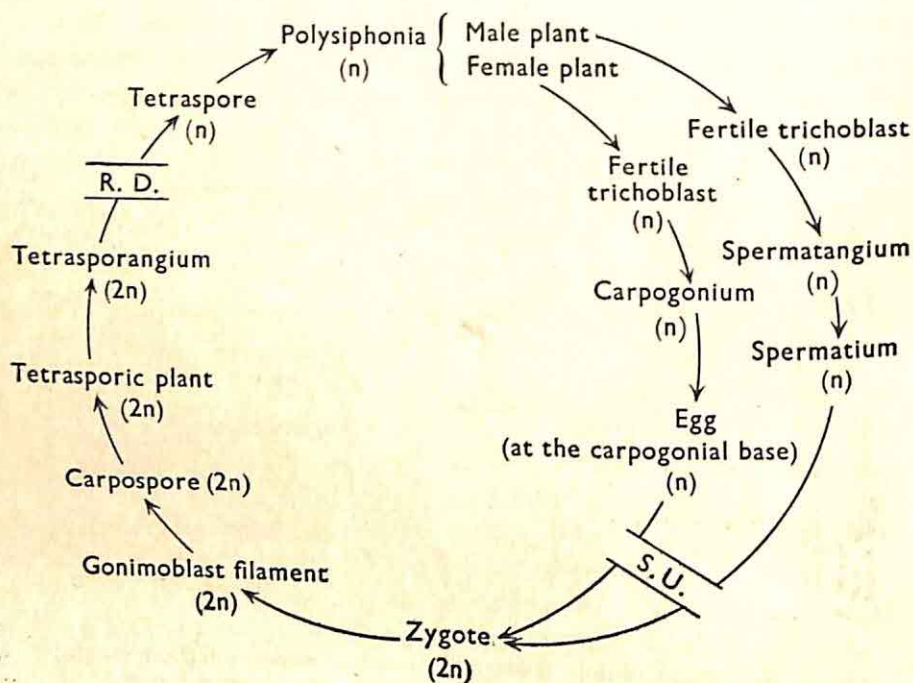 Polysiphonia { Male plant
(n) Female plant
Tetraspore
(n)
R. D.
Tetrasporangium
(2n)
Tetrasporic plant
(2n)
Carpospore (2n)
Gonimoblast filament
(2n)
Zygote
(2n)
Fertile trichoblast
(n)
Spermatangium
(n)
Spermatium
(n)
Fertile
trichoblast
(n)
Carpogonium
(n)
Egg
(at the carpogonial base)
(n)
S. U.